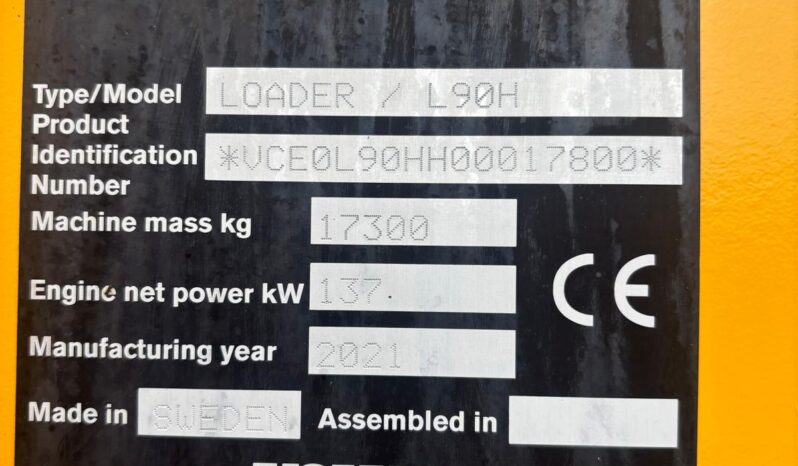 Type/Model LOADER / L90H
Product
Identification *VCE0L90HH00017800*
Number
Machine mass kg 17300
Engine net power kW 137
Manufacturing year 2021
Made in SWEDEN Assembled in
CE